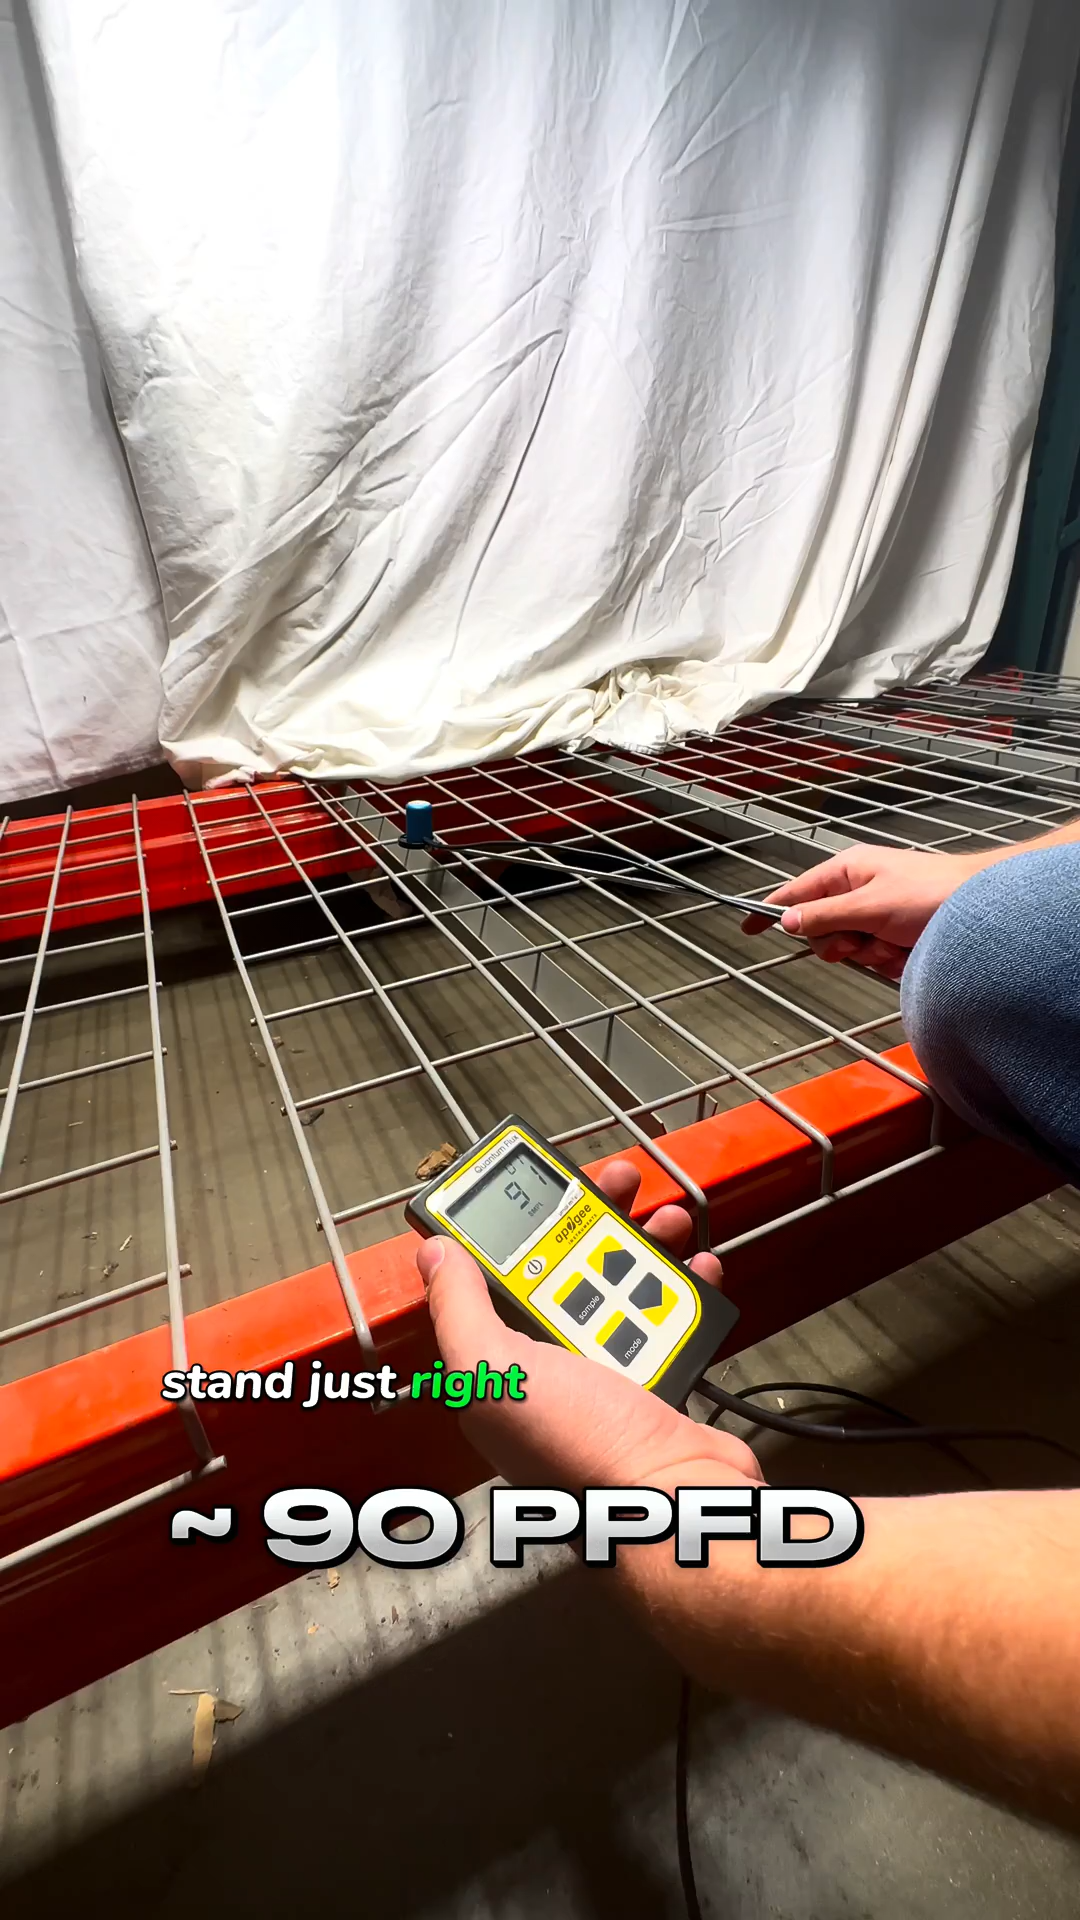 Quantum Flux
91
apogee
INSTRUMENTS
sample
mode
stand just right
~ 90 PPFD